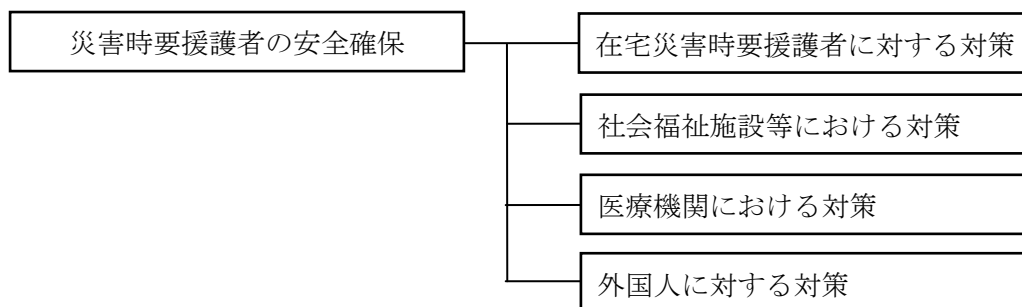 災害時要援護者の安全確保
在宅災害時要援護者に対する対策
社会福祉施設等における対策
医療機関における対策
外国人に対する対策